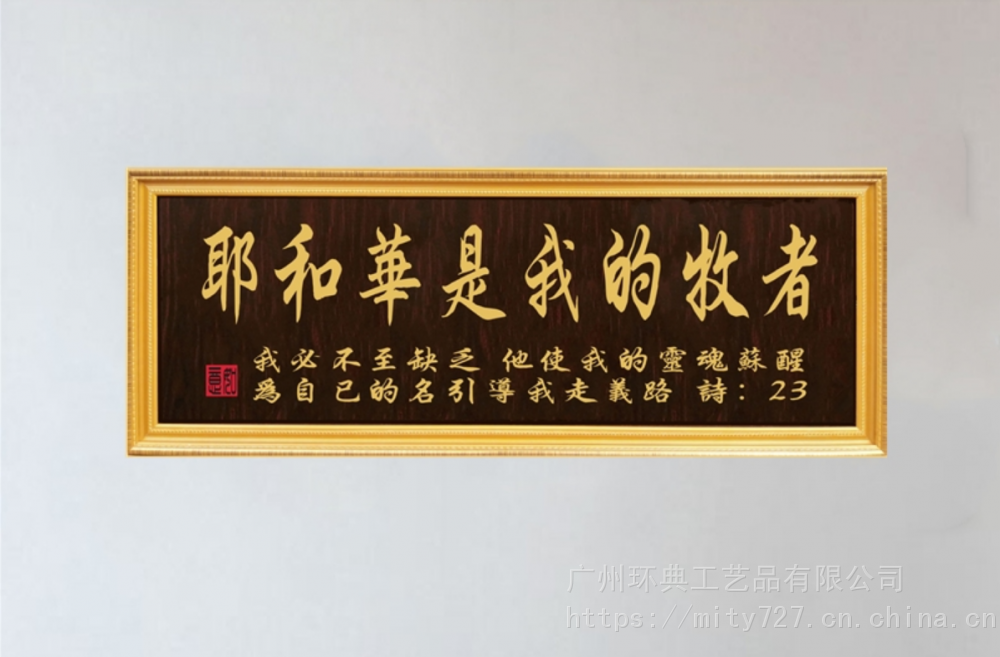 耶和華是我的牧者
我必不至缺乏 他使我的靈魂蘇醒
爲自己的名引導我走義路 詩：23
广州环典工艺品有限公司
https://mity727.cn.china.cn